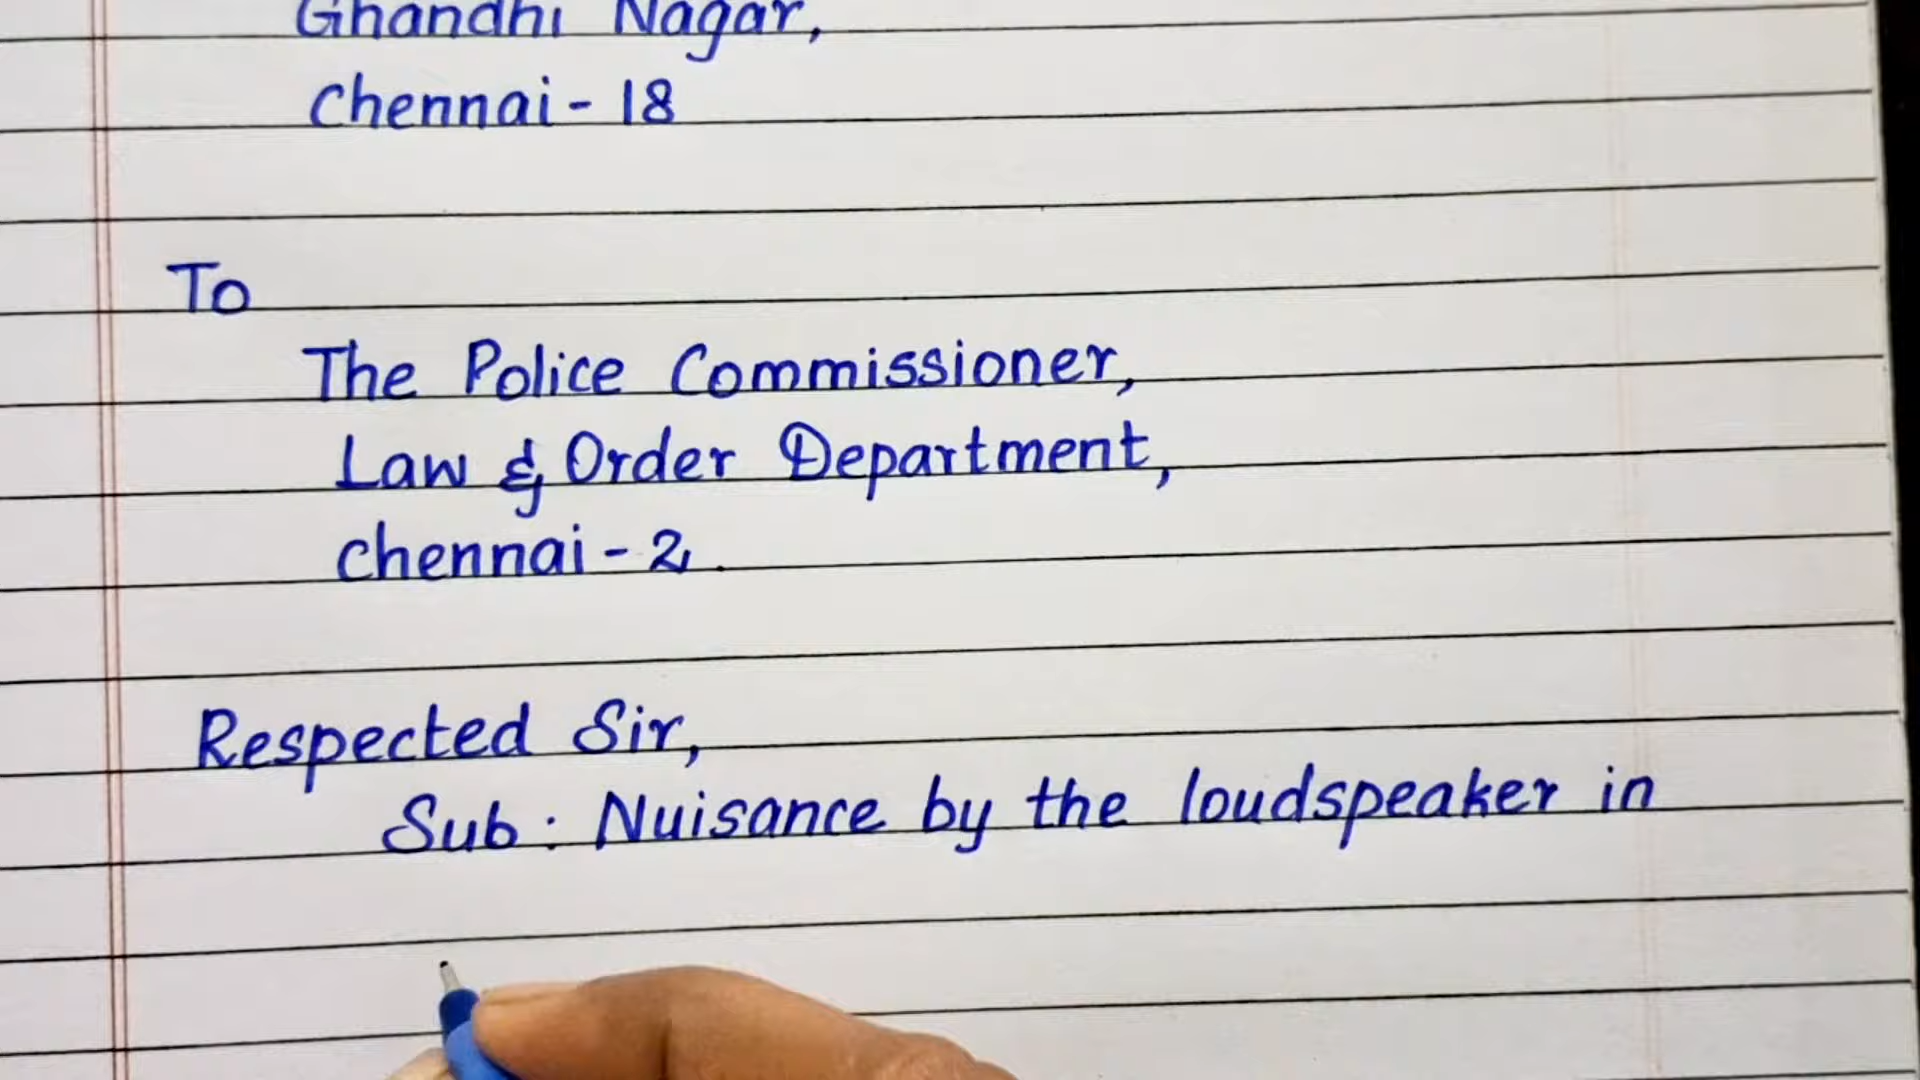 Ghandhi Nagar,
Chennai - 18
To
The Police Commissioner,
Law & Order Department,
Chennai - 2.
Respected Sir,
Sub : Nuisance by the loudspeaker in